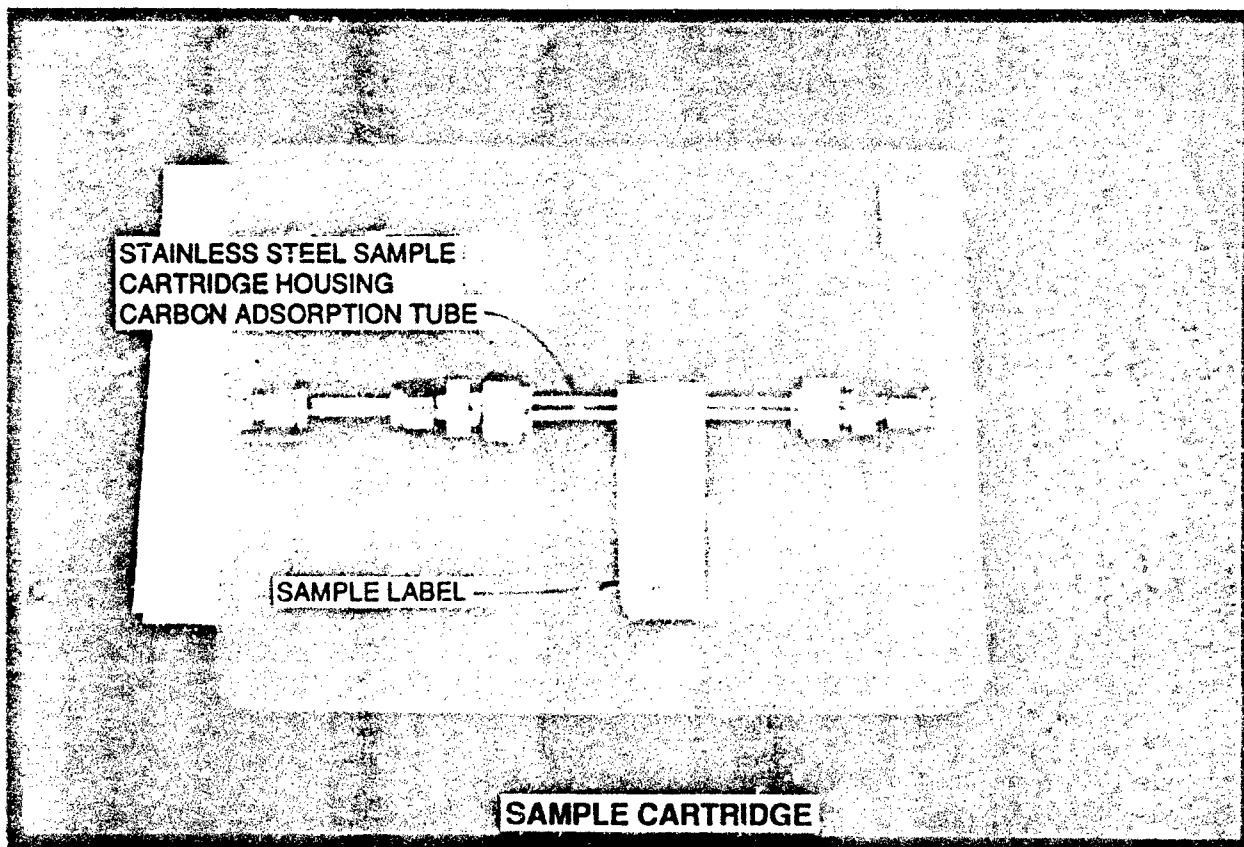 STAINLESS STEEL SAMPLE
CARTRIDGE HOUSING
CARBON ADSORPTION TUBE
SAMPLE LABEL
SAMPLE CARTRIDGE